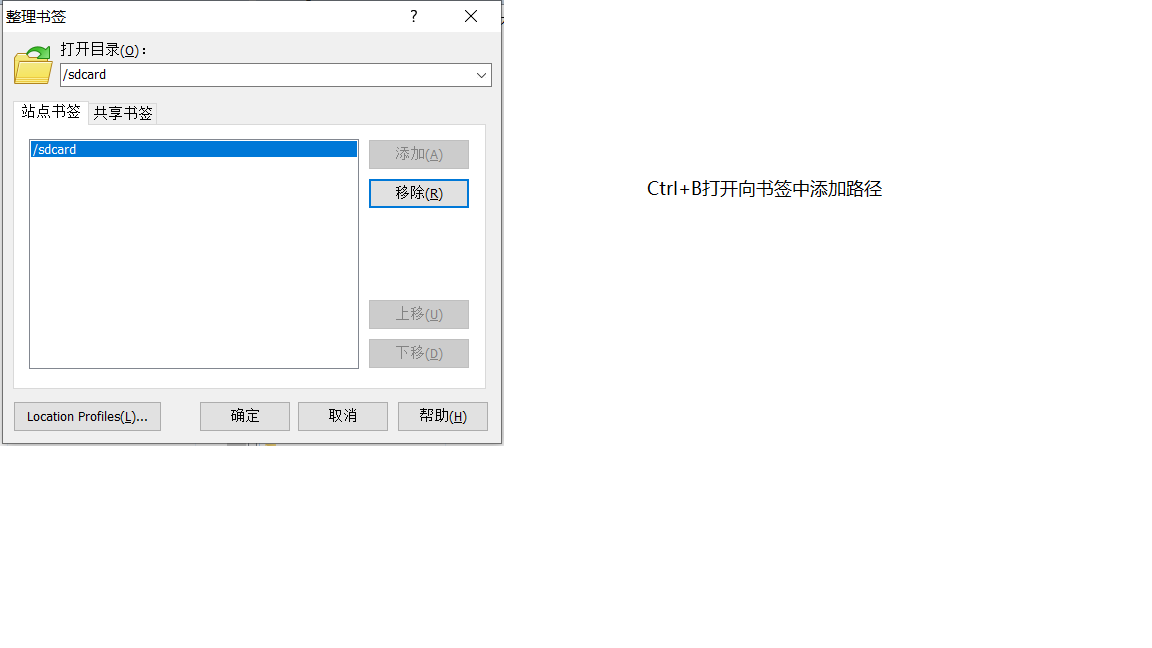 整理书签
?
打开目录(O)：
/sdcard
站点书签 共享书签
/sdcard
添加(A)
移除(R)
上移(U)
下移(D)
Location Profiles(L)...
确定
取消
帮助(H)
Ctrl+B打开向书签中添加路径